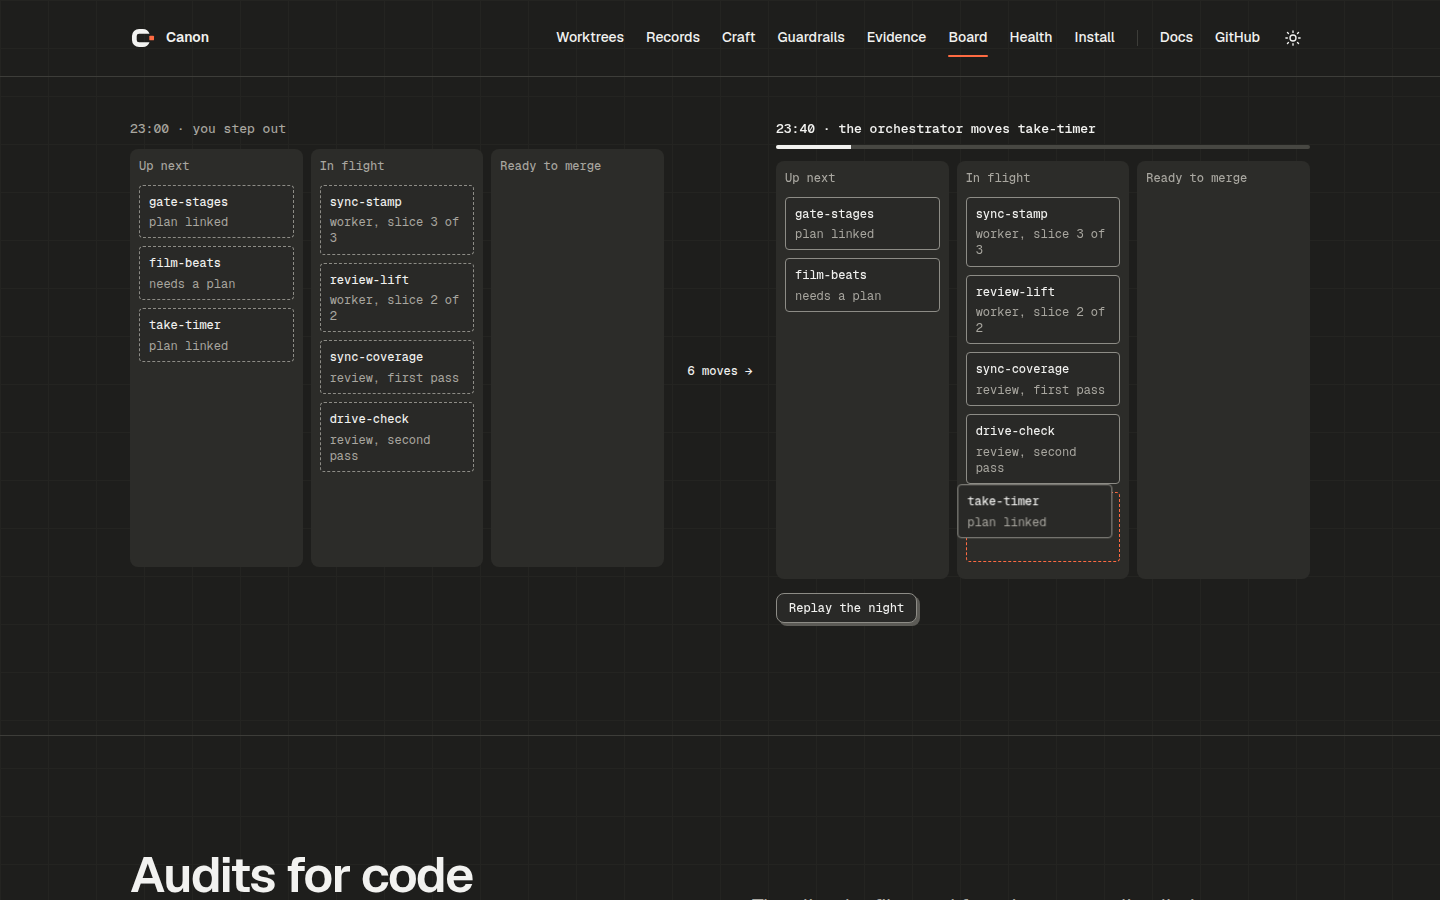 Canon
Worktrees
Records
Craft
Guardrails
Evidence
Board
Health
Install
Docs
GitHub
23:00 · you step out
Up next
gate-stages
plan linked
film-beats
needs a plan
take-timer
plan linked
In flight
sync-stamp
worker, slice 3 of
3
review-lift
worker, slice 2 of
2
sync-coverage
review, first pass
drive-check
review, second
pass
Ready to merge
6 moves →
23:40 · the orchestrator moves take-timer
Up next
gate-stages
plan linked
film-beats
needs a plan
In flight
sync-stamp
worker, slice 3 of
3
review-lift
worker, slice 2 of
2
sync-coverage
review, first pass
drive-check
review, second
pass
take-timer
plan linked
Ready to merge
Replay the night
Audits for code